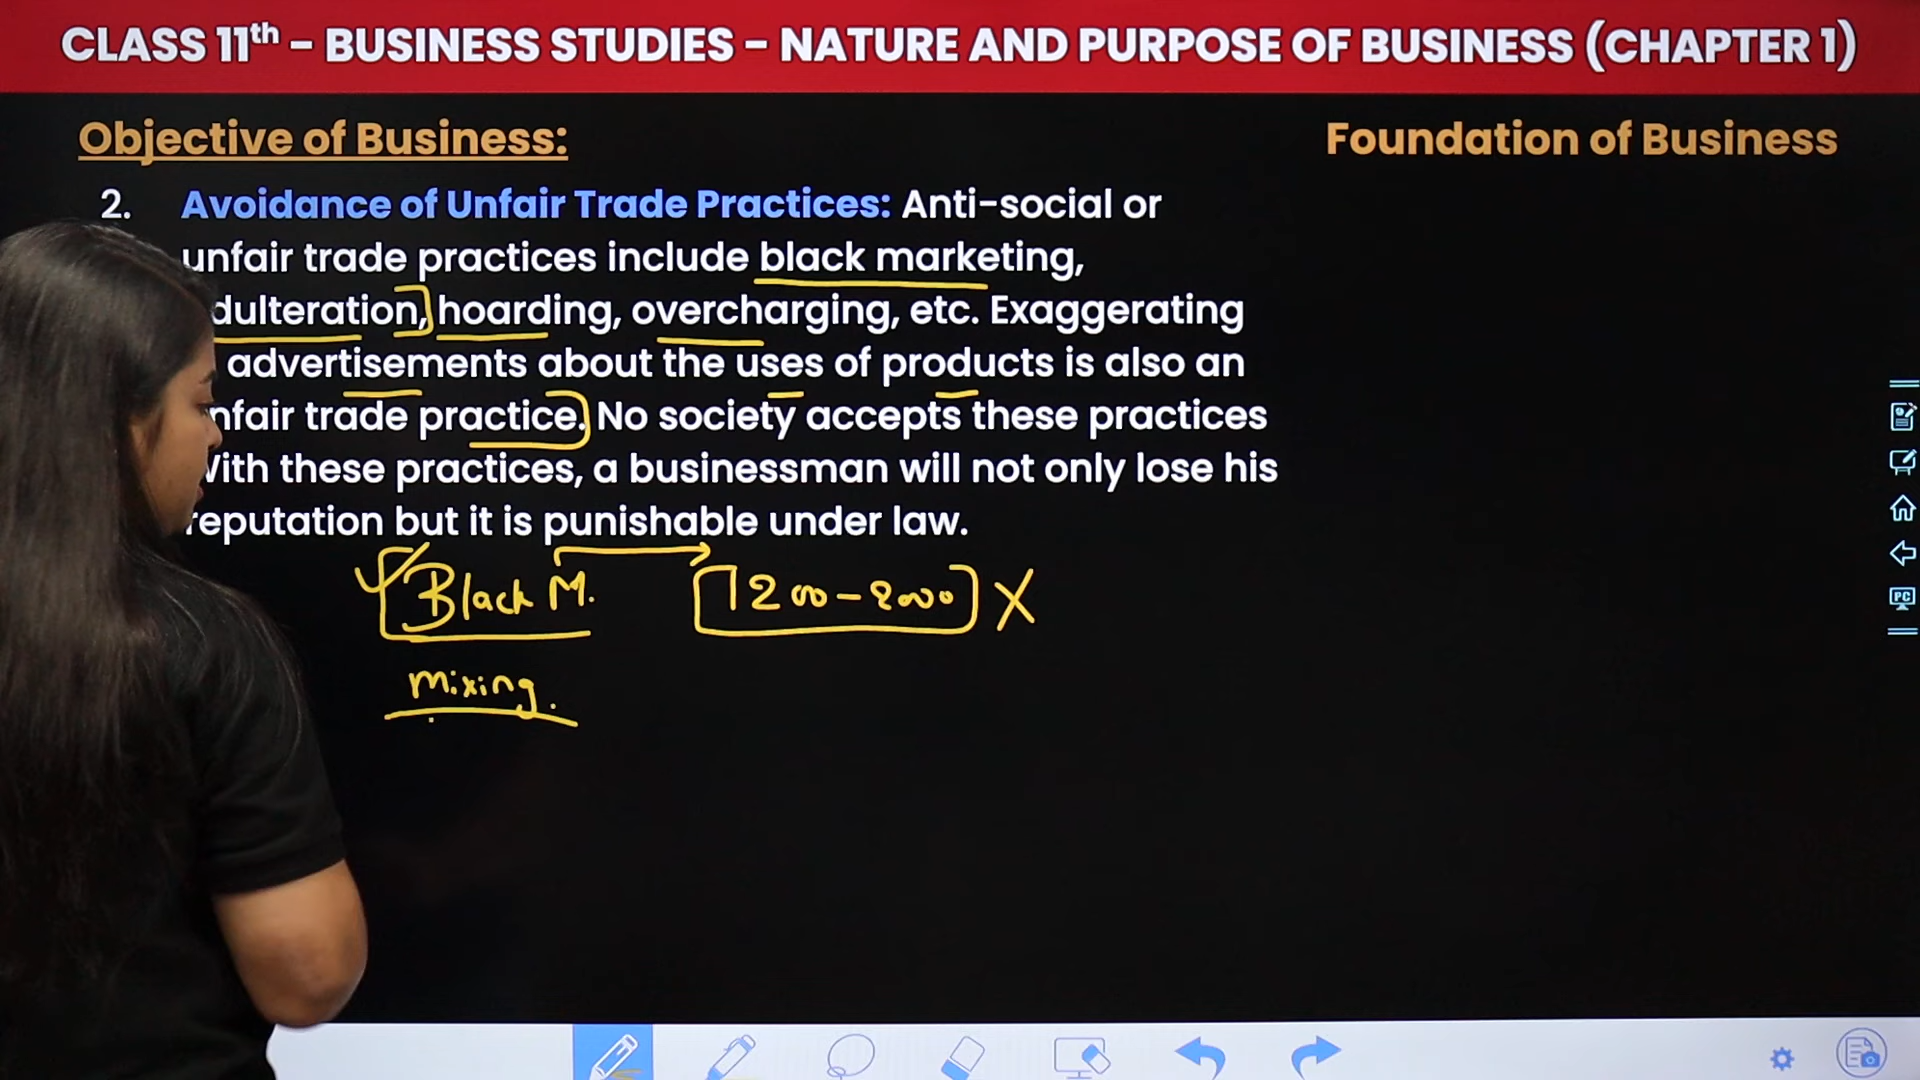 CLASS 11th – BUSINESS STUDIES – NATURE AND PURPOSE OF BUSINESS (CHAPTER 1)
Objective of Business:
Foundation of Business
2. Avoidance of Unfair Trade Practices: Anti-social or
unfair trade practices include black marketing,
dulteration, hoarding, overcharging, etc. Exaggerating
advertisements about the uses of products is also an
nfair trade practice. No society accepts these practices
With these practices, a businessman will not only lose his
reputation but it is punishable under law.
Black M. 1200-2000 X
mixing.
PC